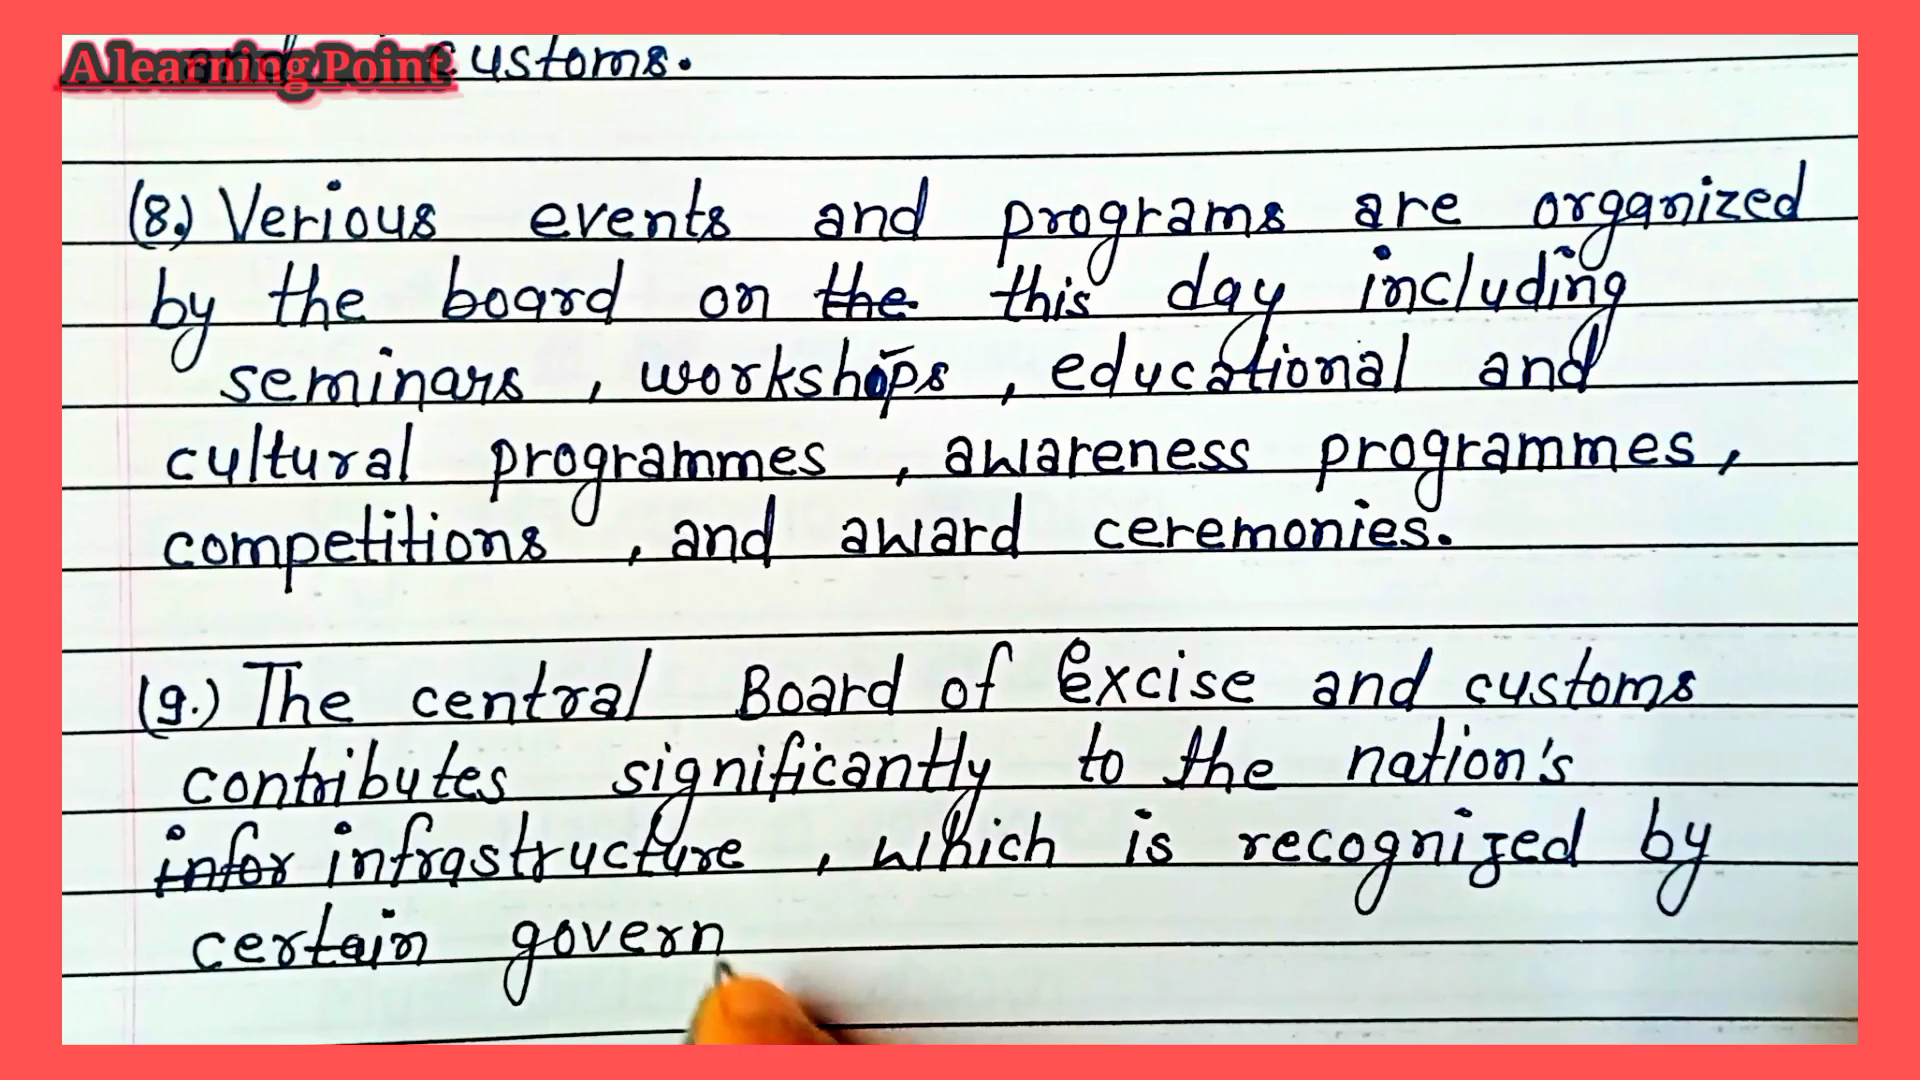 A learning Point
customs.
(8.) Verious events and programs are organized
by the board on the this day including
seminars , workshops , educational and
cultural programmes , awareness programmes ,
competitions , and award ceremonies.
(9.) The central Board of Excise and customs
contributes significantly to the nation's
infor infrastructure , which is recognized by
certain govern